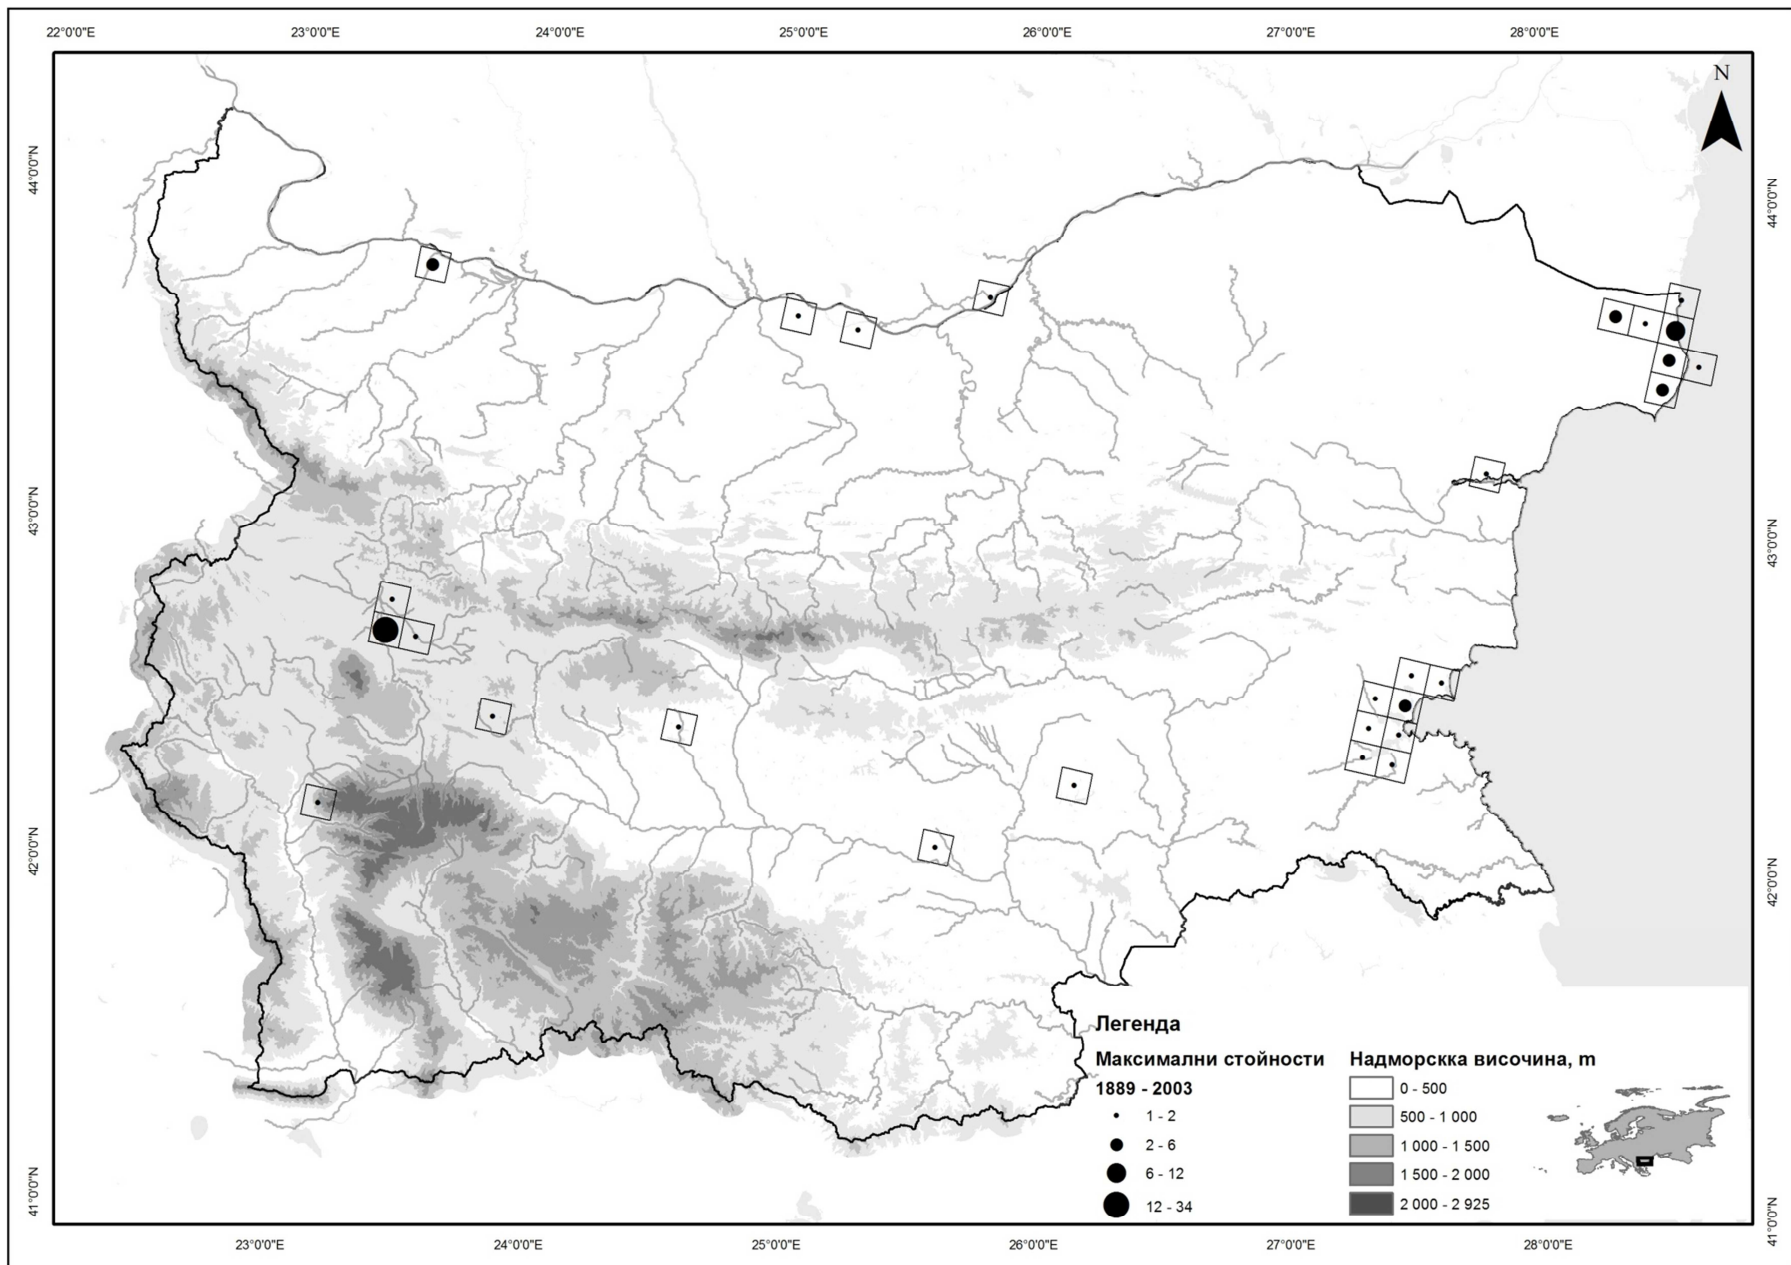 22°0'0"E 23°0'0"E 24°0'0"E 25°0'0"E 26°0'0"E 27°0'0"E 28°0'0"E
N
44°0'0"N 44°0'0"N
43°0'0"N 43°0'0"N
42°0'0"N 42°0'0"N
41°0'0"N 41°0'0"N
Легенда
Максимални стойности
1889 - 2003
1 - 2
2 - 6
6 - 12
12 - 34
Надморскка височина, m
0 - 500
500 - 1 000
1 000 - 1 500
1 500 - 2 000
2 000 - 2 925
23°0'0"E 24°0'0"E 25°0'0"E 26°0'0"E 27°0'0"E 28°0'0"E